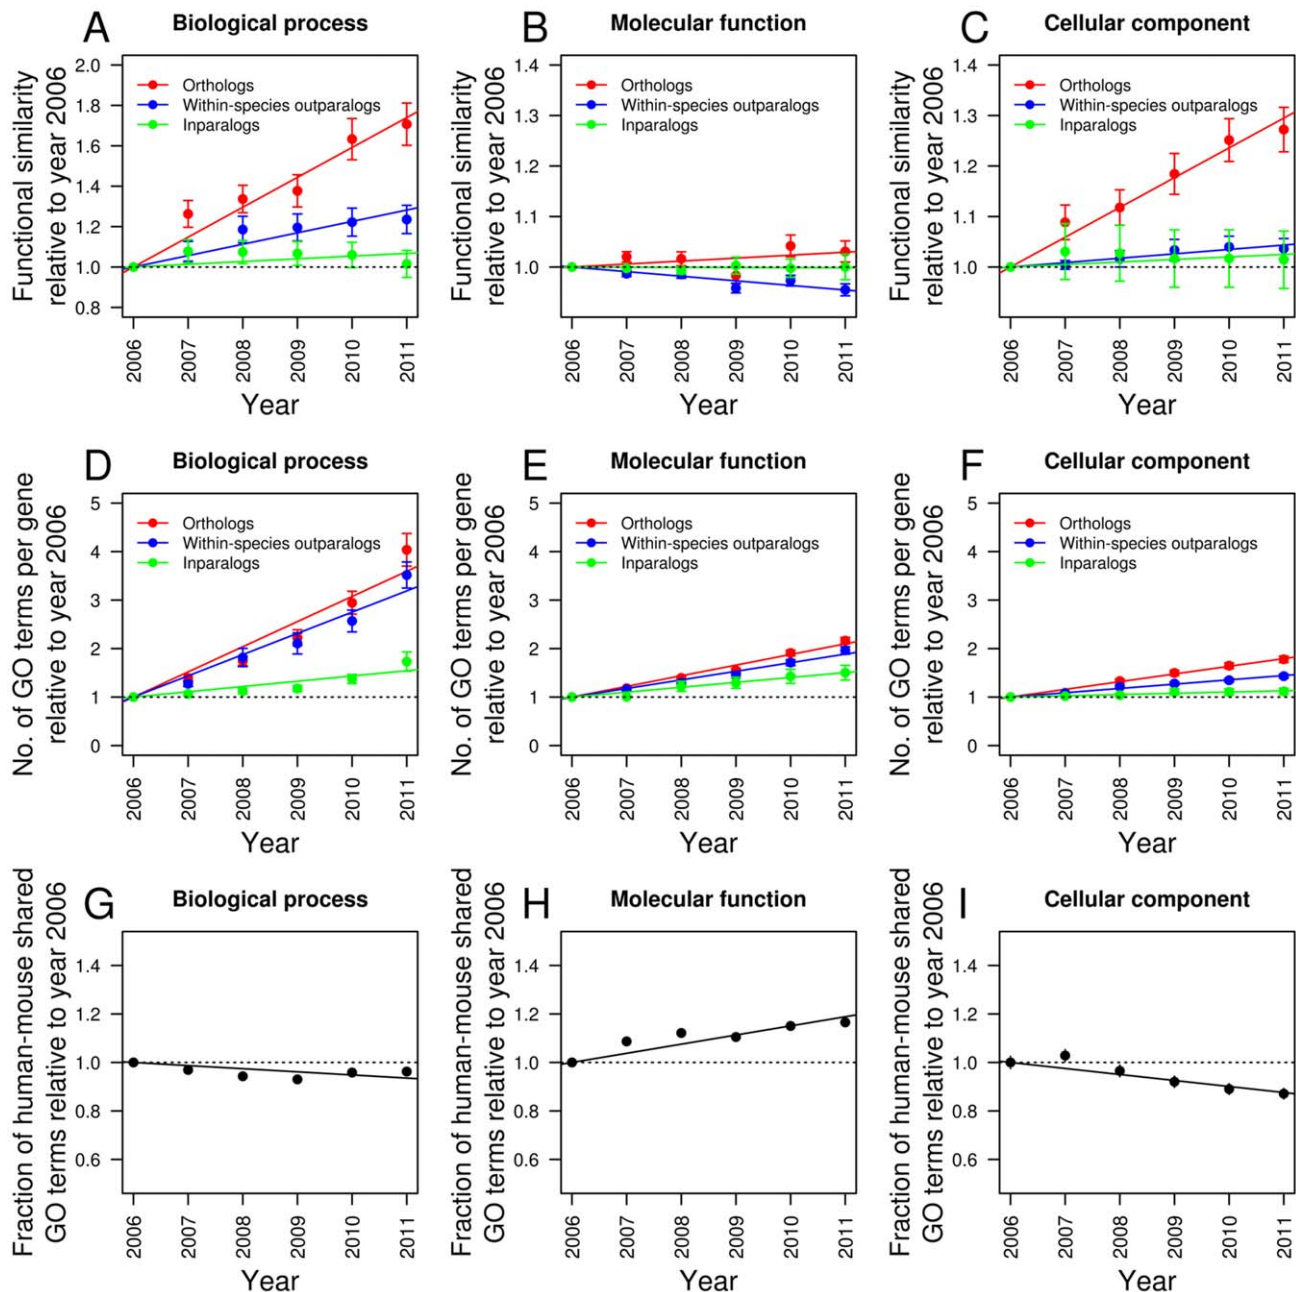 A
Biological process
Functional similarity
relative to year 2006
2.0
1.8
1.6
1.4
1.2
1.0
0.8
Orthologs
Within-species outparalogs
Inparalogs
2006
2007
2008
2009
2010
2011
Year
B
Molecular function
Functional similarity
relative to year 2006
1.4
1.3
1.2
1.1
1.0
Orthologs
Within-species outparalogs
Inparalogs
2006
2007
2008
2009
2010
2011
Year
C
Cellular component
Functional similarity
relative to year 2006
1.4
1.3
1.2
1.1
1.0
Orthologs
Within-species outparalogs
Inparalogs
2006
2007
2008
2009
2010
2011
Year
D
Biological process
No. of GO terms per gene
relative to year 2006
5
4
3
2
1
0
Orthologs
Within-species outparalogs
Inparalogs
2006
2007
2008
2009
2010
2011
Year
E
Molecular function
No. of GO terms per gene
relative to year 2006
5
4
3
2
1
0
Orthologs
Within-species outparalogs
Inparalogs
2006
2007
2008
2009
2010
2011
Year
F
Cellular component
No. of GO terms per gene
relative to year 2006
5
4
3
2
1
0
Orthologs
Within-species outparalogs
Inparalogs
2006
2007
2008
2009
2010
2011
Year
G
Biological process
Fraction of human-mouse shared
GO terms relative to year 2006
1.4
1.2
1.0
0.8
0.6
2006
2007
2008
2009
2010
2011
Year
H
Molecular function
Fraction of human-mouse shared
GO terms relative to year 2006
1.4
1.2
1.0
0.8
0.6
2006
2007
2008
2009
2010
2011
Year
I
Cellular component
Fraction of human-mouse shared
GO terms relative to year 2006
1.4
1.2
1.0
0.8
0.6
2006
2007
2008
2009
2010
2011
Year